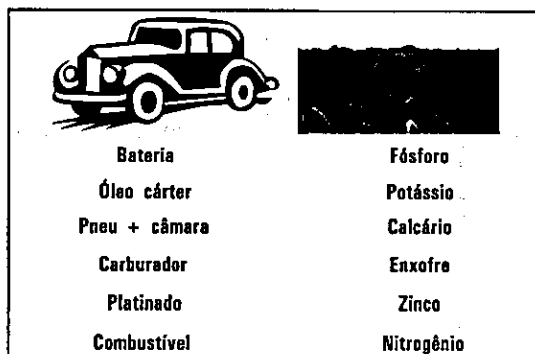 Bateria Fósforo
Óleo cárter Potássio
Pneu + câmara Calcário
Carburador Enxofre
Platinado Zinco
Combustível Nitrogênio